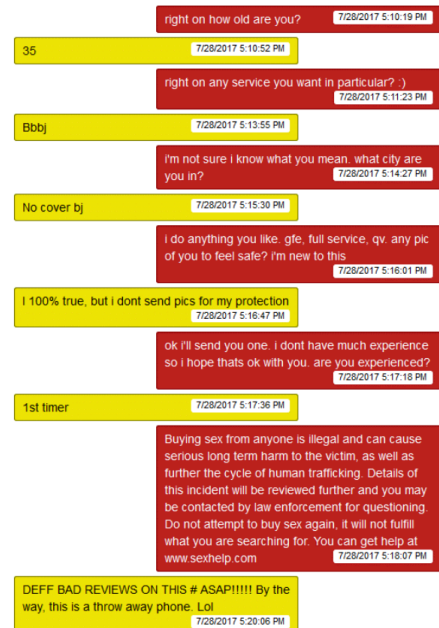 right on how old are you?
7/28/2017 5:10:19 PM
35
7/28/2017 5:10:52 PM
right on any service you want in particular? :)
7/28/2017 5:11:23 PM
Bbbj
7/28/2017 5:13:55 PM
i'm not sure i know what you mean. what city are
you in?
7/28/2017 5:14:27 PM
No cover bj
7/28/2017 5:15:30 PM
i do anything you like. gfe, full service, qv. any pic
of you to feel safe? i'm new to this
7/28/2017 5:16:01 PM
I 100% true, but i dont send pics for my protection
7/28/2017 5:16:47 PM
ok i'll send you one. i dont have much experience
so i hope thats ok with you. are you experienced?
7/28/2017 5:17:18 PM
1st timer
7/28/2017 5:17:36 PM
Buying sex from anyone is illegal and can cause
serious long term harm to the victim, as well as
further the cycle of human trafficking. Details of
this incident will be reviewed further and you may
be contacted by law enforcement for questioning.
Do not attempt to buy sex again, it will not fulfill
what you are searching for. You can get help at
www.sexhelp.com
7/28/2017 5:18:07 PM
DEFF BAD REVIEWS ON THIS # ASAP!!!!! By the
way, this is a throw away phone. Lol
7/28/2017 5:20:06 PM